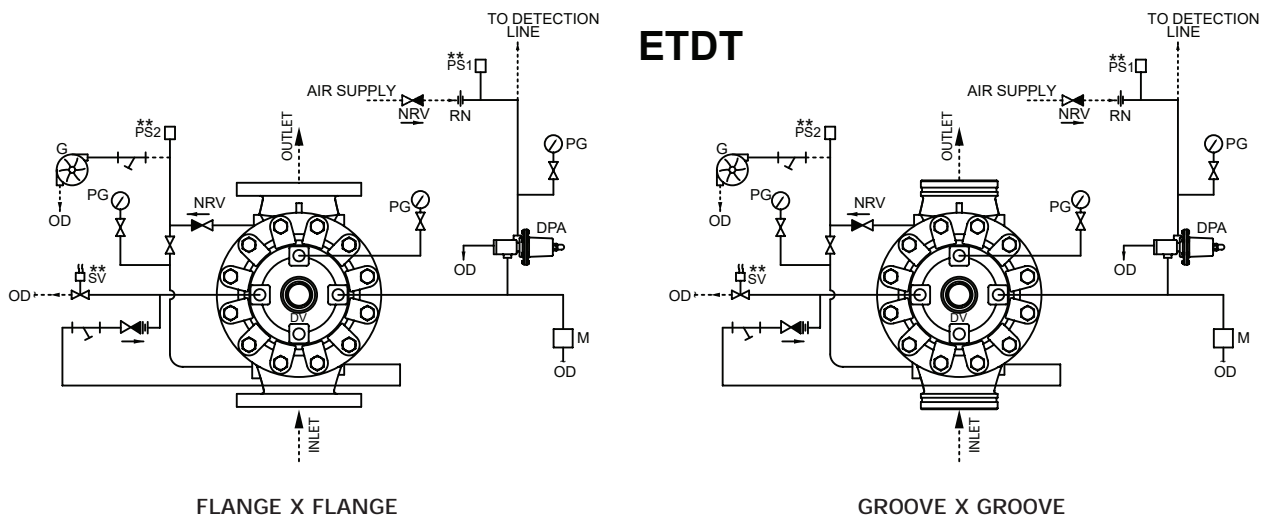 ETDT
TO DETECTION
LINE
**
PS1
AIR SUPPLY
NRV
RN
**
PS2
OUTLET
G
PG
OD
PG
NRV
PG
DPA
OD
**
SV
OD
DV
M
OD
INLET
FLANGE X FLANGE
TO DETECTION
LINE
**
PS1
AIR SUPPLY
NRV
RN
**
PS2
OUTLET
G
PG
OD
PG
NRV
PG
DPA
OD
**
SV
OD
DV
M
OD
INLET
GROOVE X GROOVE